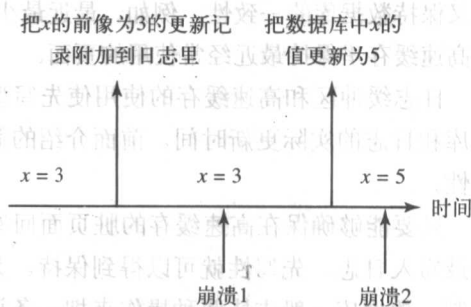 把x的前像为3的更新记
录附加到日志里
把数据库中x的
值更新为5
x = 3
x = 3
x = 5
时间
崩溃1
崩溃2